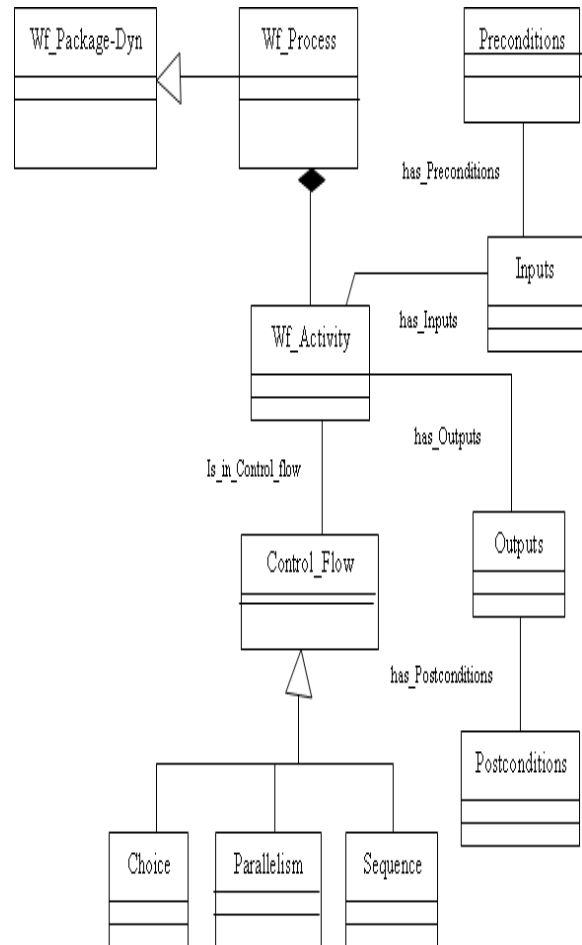 Wf_Package-Dyn
Wf_Process
Preconditions
has_Preconditions
Inputs
has_Inputs
Wf_Activity
has_Outputs
Is_in_Control_flow
Outputs
Control_Flow
has_Postconditions
Postconditions
Choice
Parallelism
Sequence